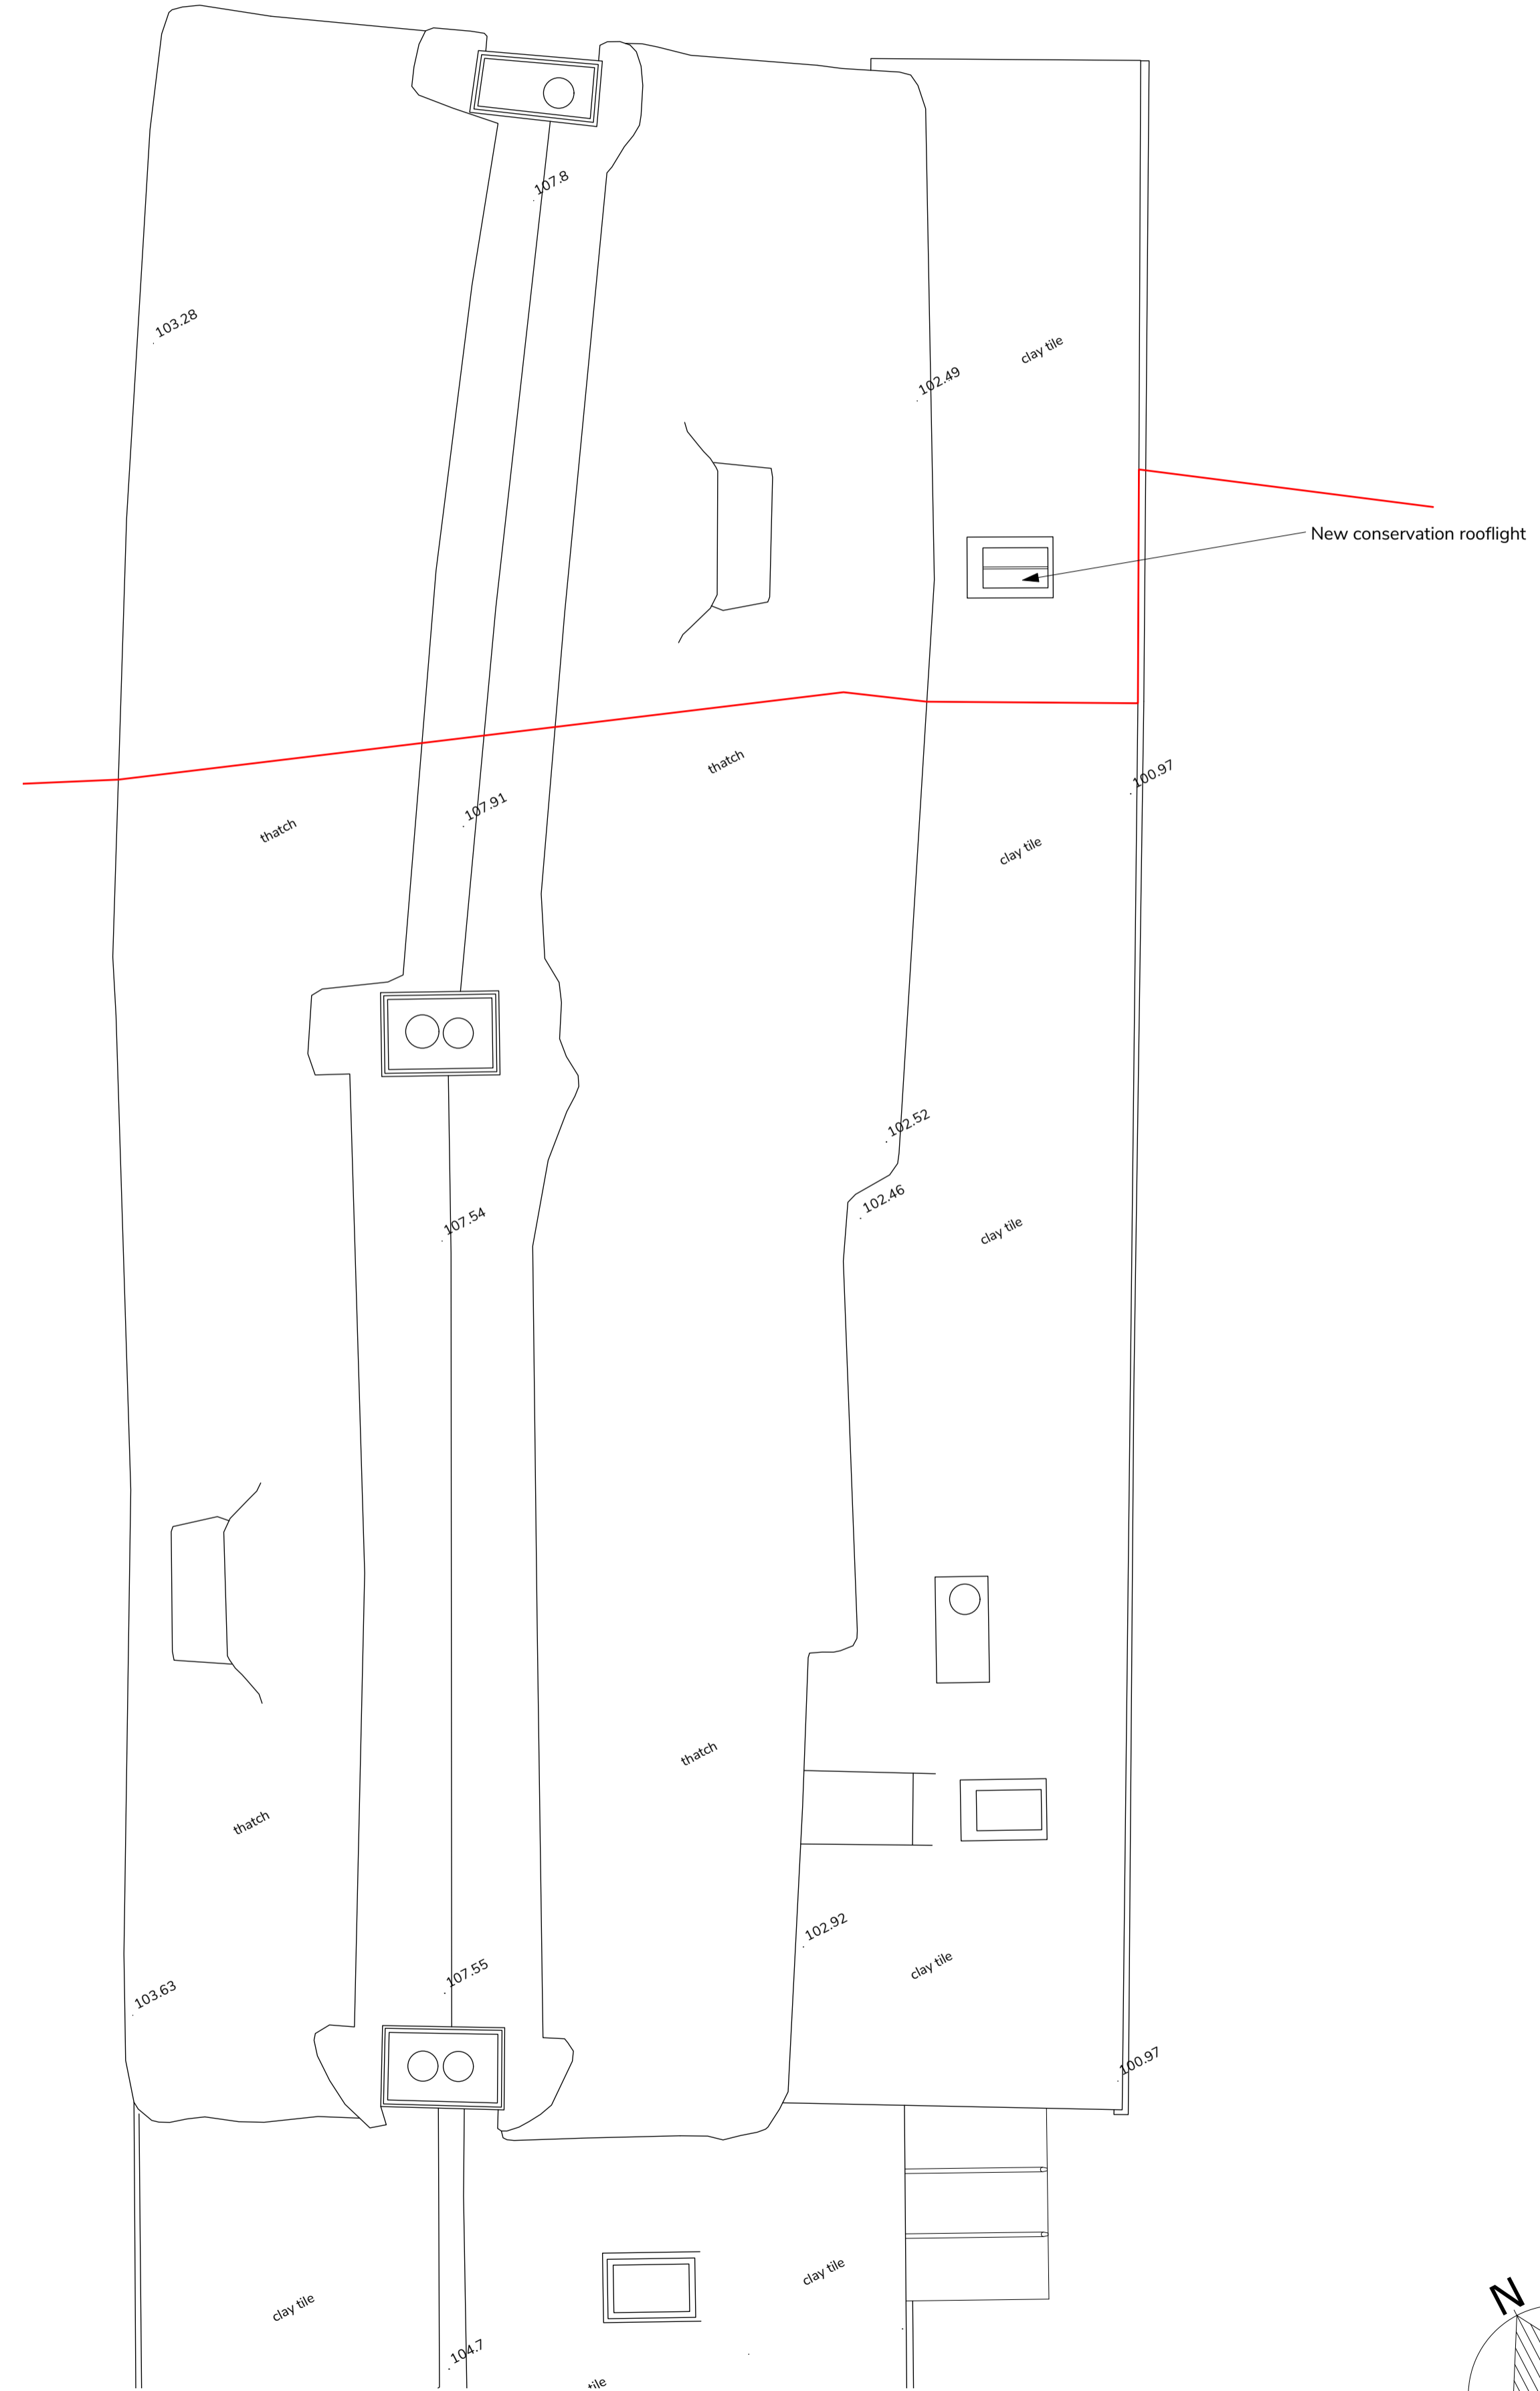 107.8
103.28
clay tile
102.49
New conservation rooflight
thatch
100.97
107.91
thatch
clay tile
102.52
102.46
107.54
clay tile
thatch
thatch
102.92
clay tile
107.55
103.63
100.97
clay tile
N
clay tile
104.7
tile